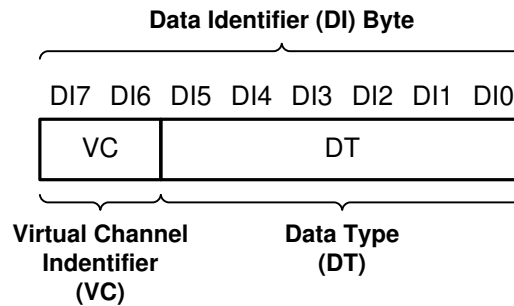 Data Identifier (DI) Byte
DI7 DI6 DI5 DI4 DI3 DI2 DI1 DI0
VC DT
Virtual Channel Data Type
Indentifier (DT)
(VC)